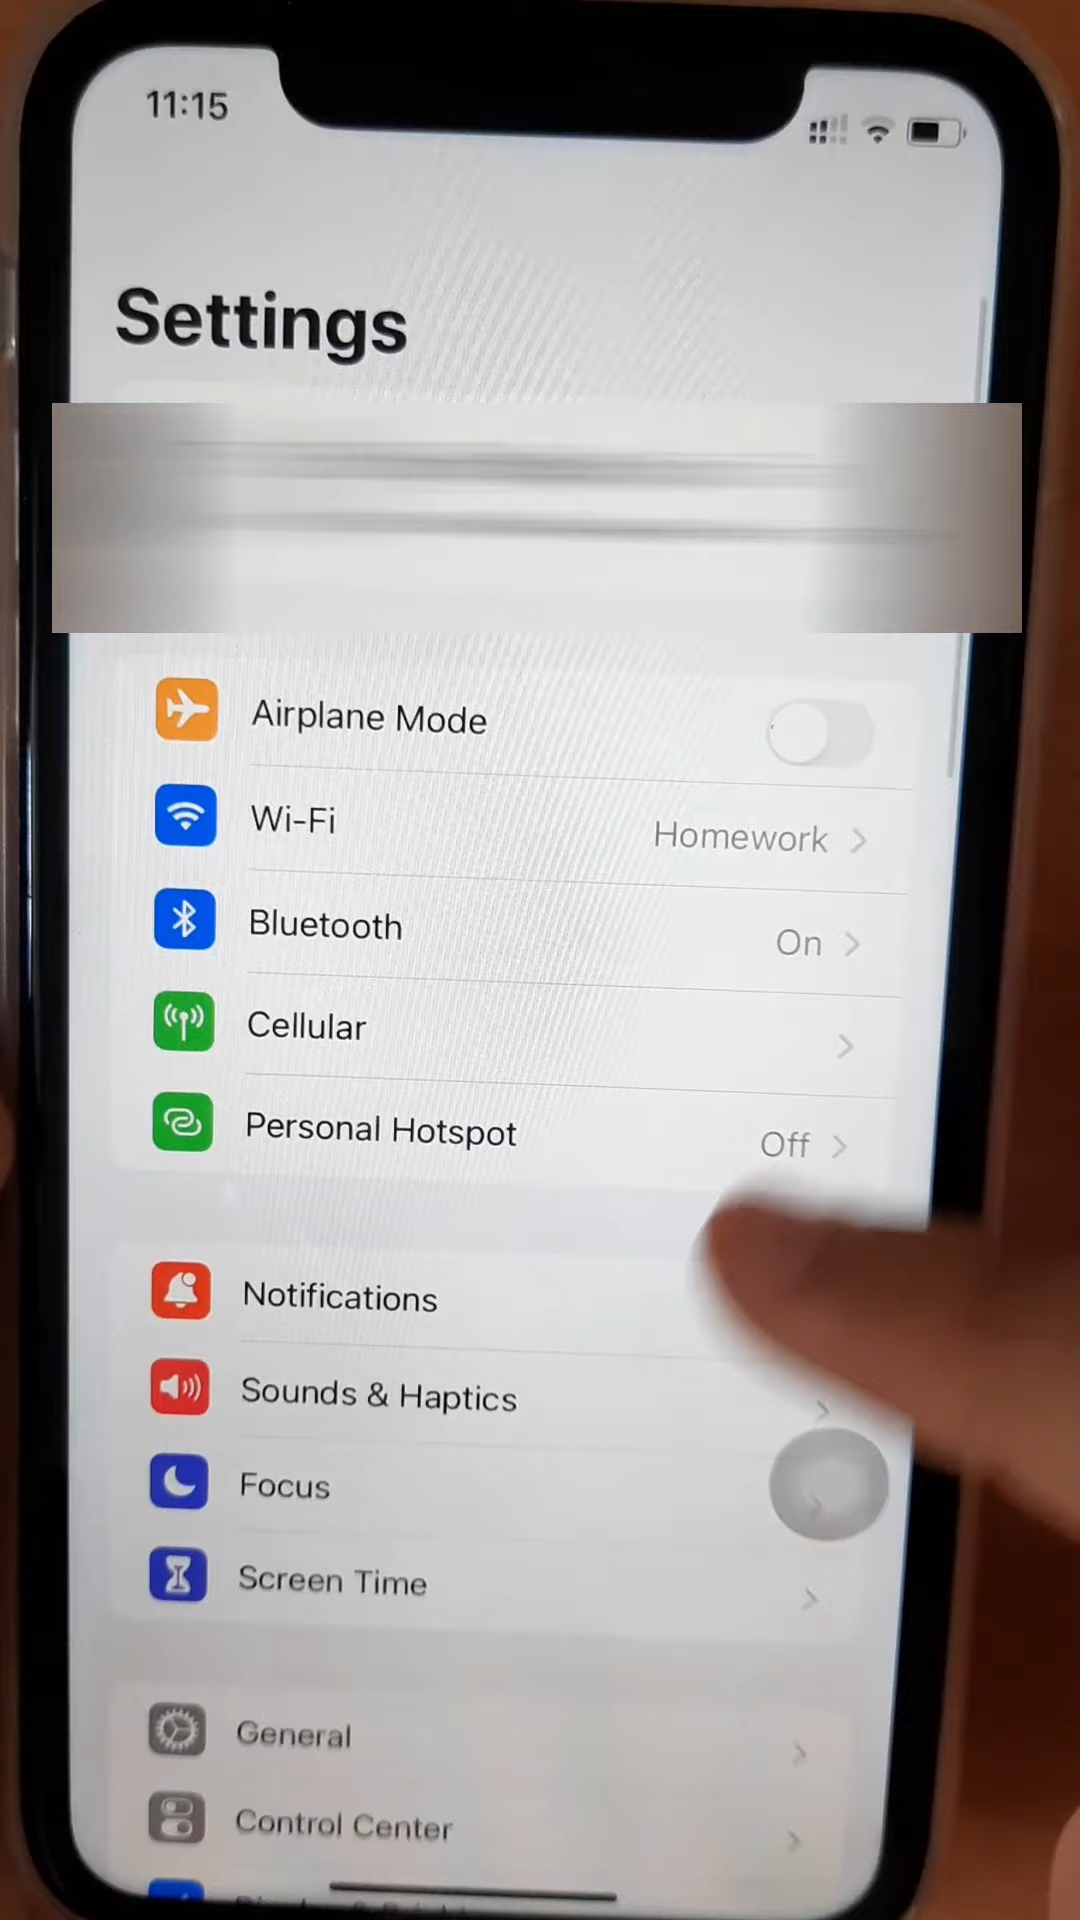 11:15
Settings
Airplane Mode
Wi-Fi Homework
Bluetooth On
Cellular
Personal Hotspot Off
Notifications
Sounds & Haptics
Focus
Screen Time
General
Control Center